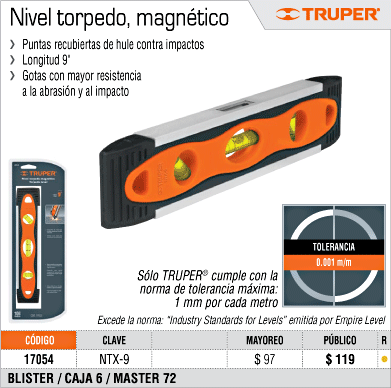 Nivel torpedo, magnético
TRUPER®
Puntas recubiertas de hule contra impactos
Longitud 9"
Gotas con mayor resistencia
a la abrasión y al impacto
TRUPER
TOLERANCIA
0.001 m/m
Sólo TRUPER® cumple con la
norma de tolerancia máxima:
1 mm por cada metro
Excede la norma: "Industry Standards for Levels" emitida por Empire Level
CÓDIGO CLAVE MAYOREO PÚBLICO R
17054 NTX-9 $ 97 $ 119
BLISTER / CAJA 6 / MASTER 72